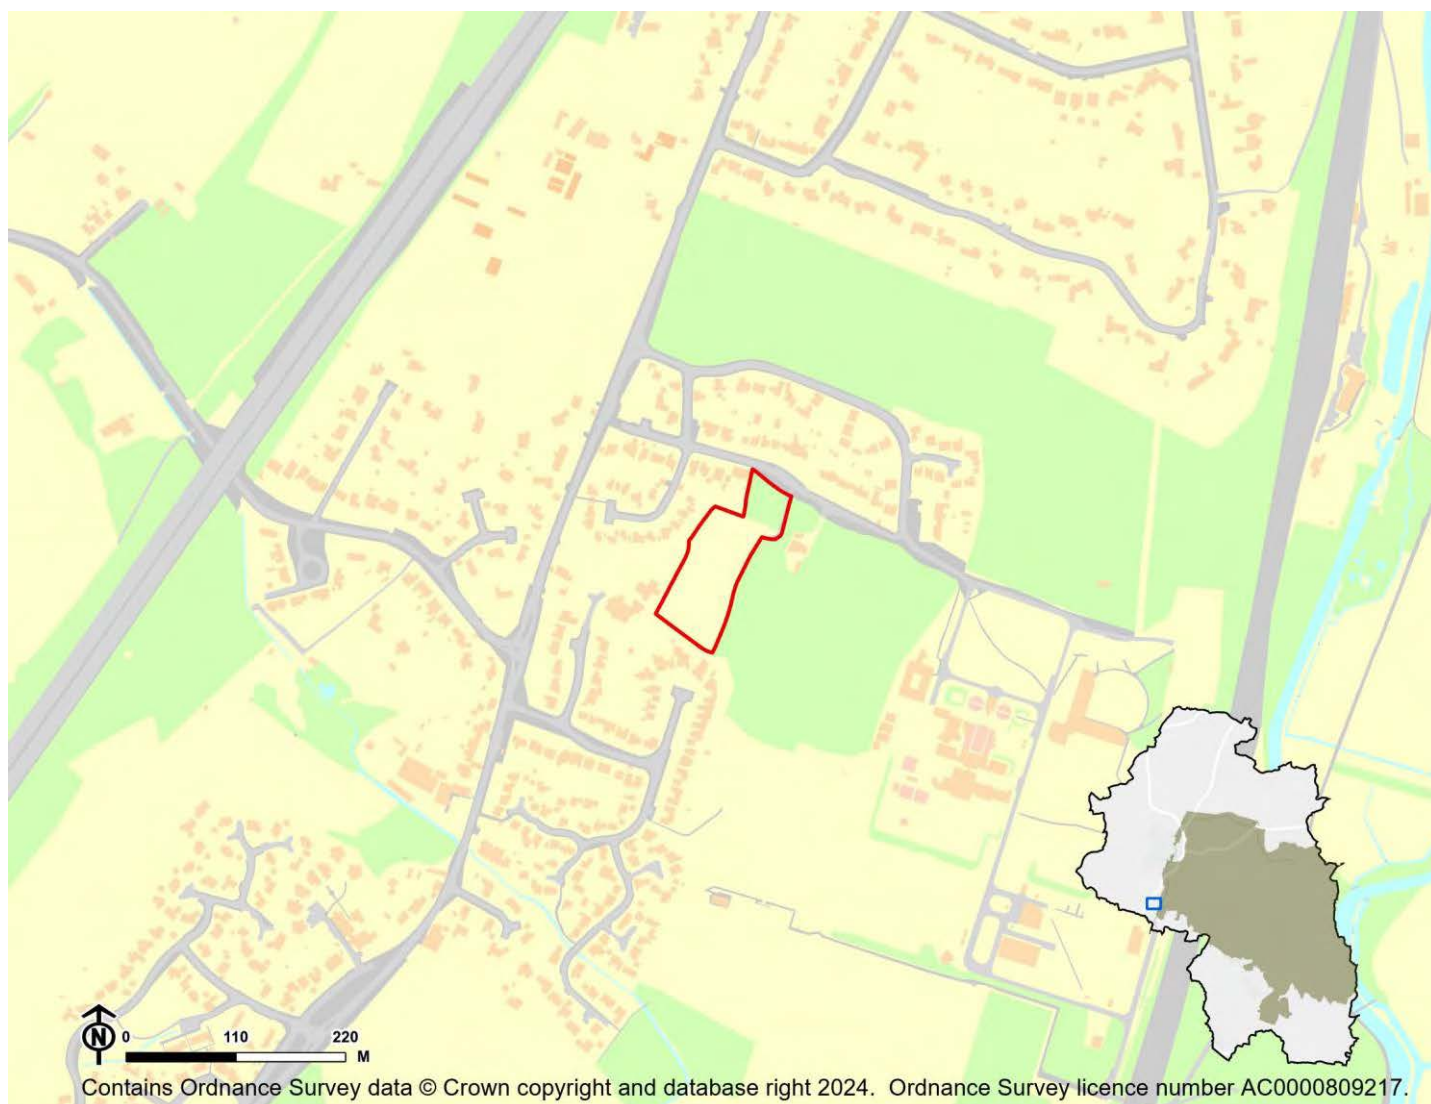 N
0 110 220
M
Contains Ordnance Survey data © Crown copyright and database right 2024. Ordnance Survey licence number AC0000809217.